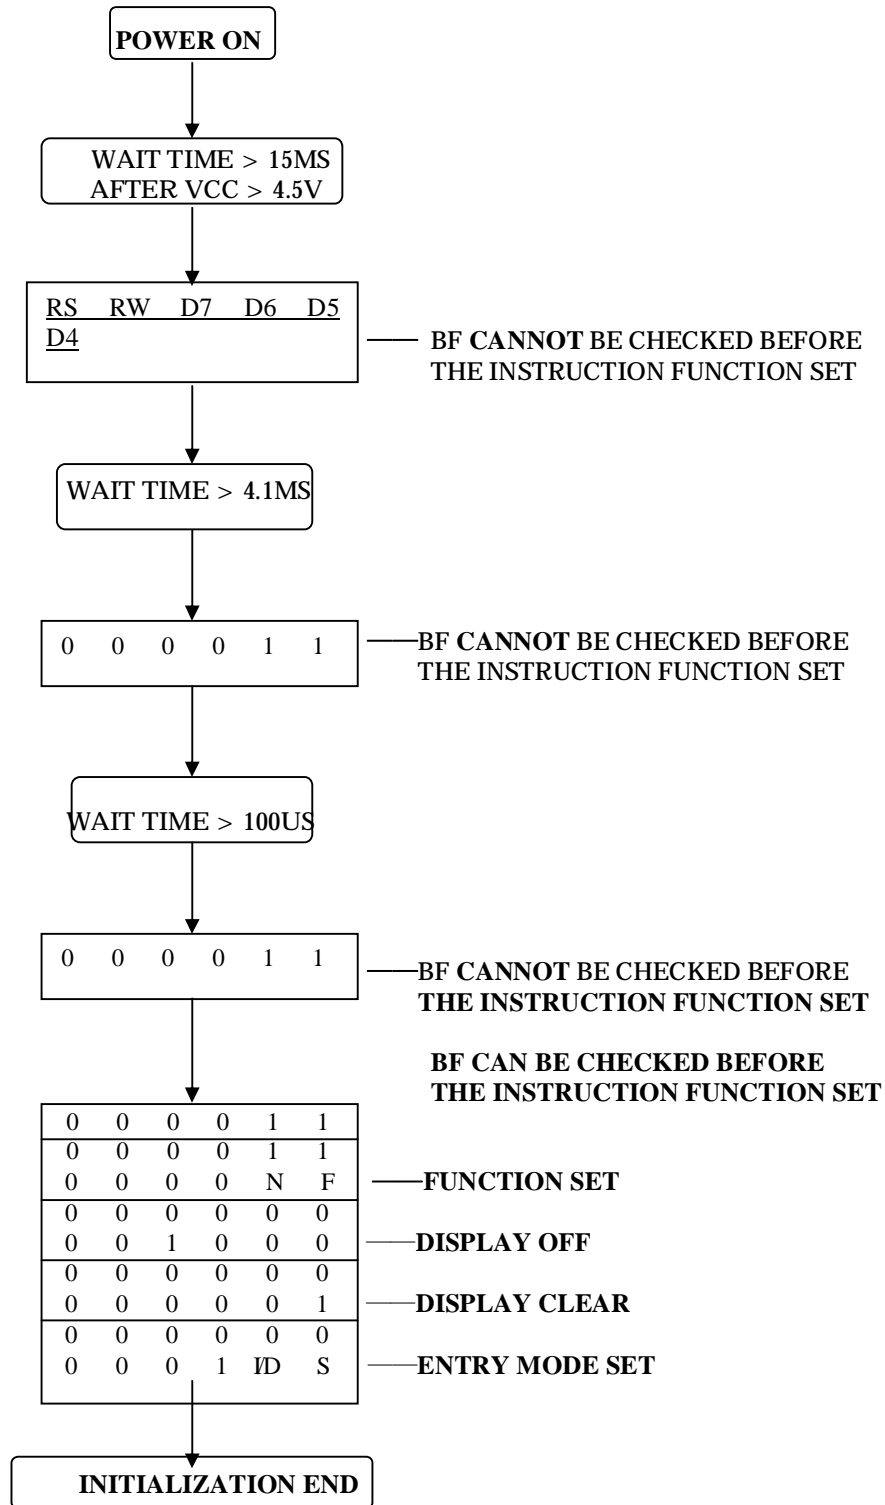 POWER ON
WAIT TIME > 15MS
AFTER VCC > 4.5V
RS RW D7 D6 D5
D4
BF CANNOT BE CHECKED BEFORE
THE INSTRUCTION FUNCTION SET
WAIT TIME > 4.1MS
0 0 0 0 1 1
BF CANNOT BE CHECKED BEFORE
THE INSTRUCTION FUNCTION SET
WAIT TIME > 100US
0 0 0 0 1 1
BF CANNOT BE CHECKED BEFORE
THE INSTRUCTION FUNCTION SET
BF CAN BE CHECKED BEFORE
THE INSTRUCTION FUNCTION SET
0 0 0 0 1 1
0 0 0 0 1 1
0 0 0 0 N F
FUNCTION SET
0 0 0 0 0 0
0 0 1 0 0 0
DISPLAY OFF
0 0 0 0 0 0
0 0 0 0 0 1
DISPLAY CLEAR
0 0 0 0 0 0
0 0 0 1 I/D S
ENTRY MODE SET
INITIALIZATION END